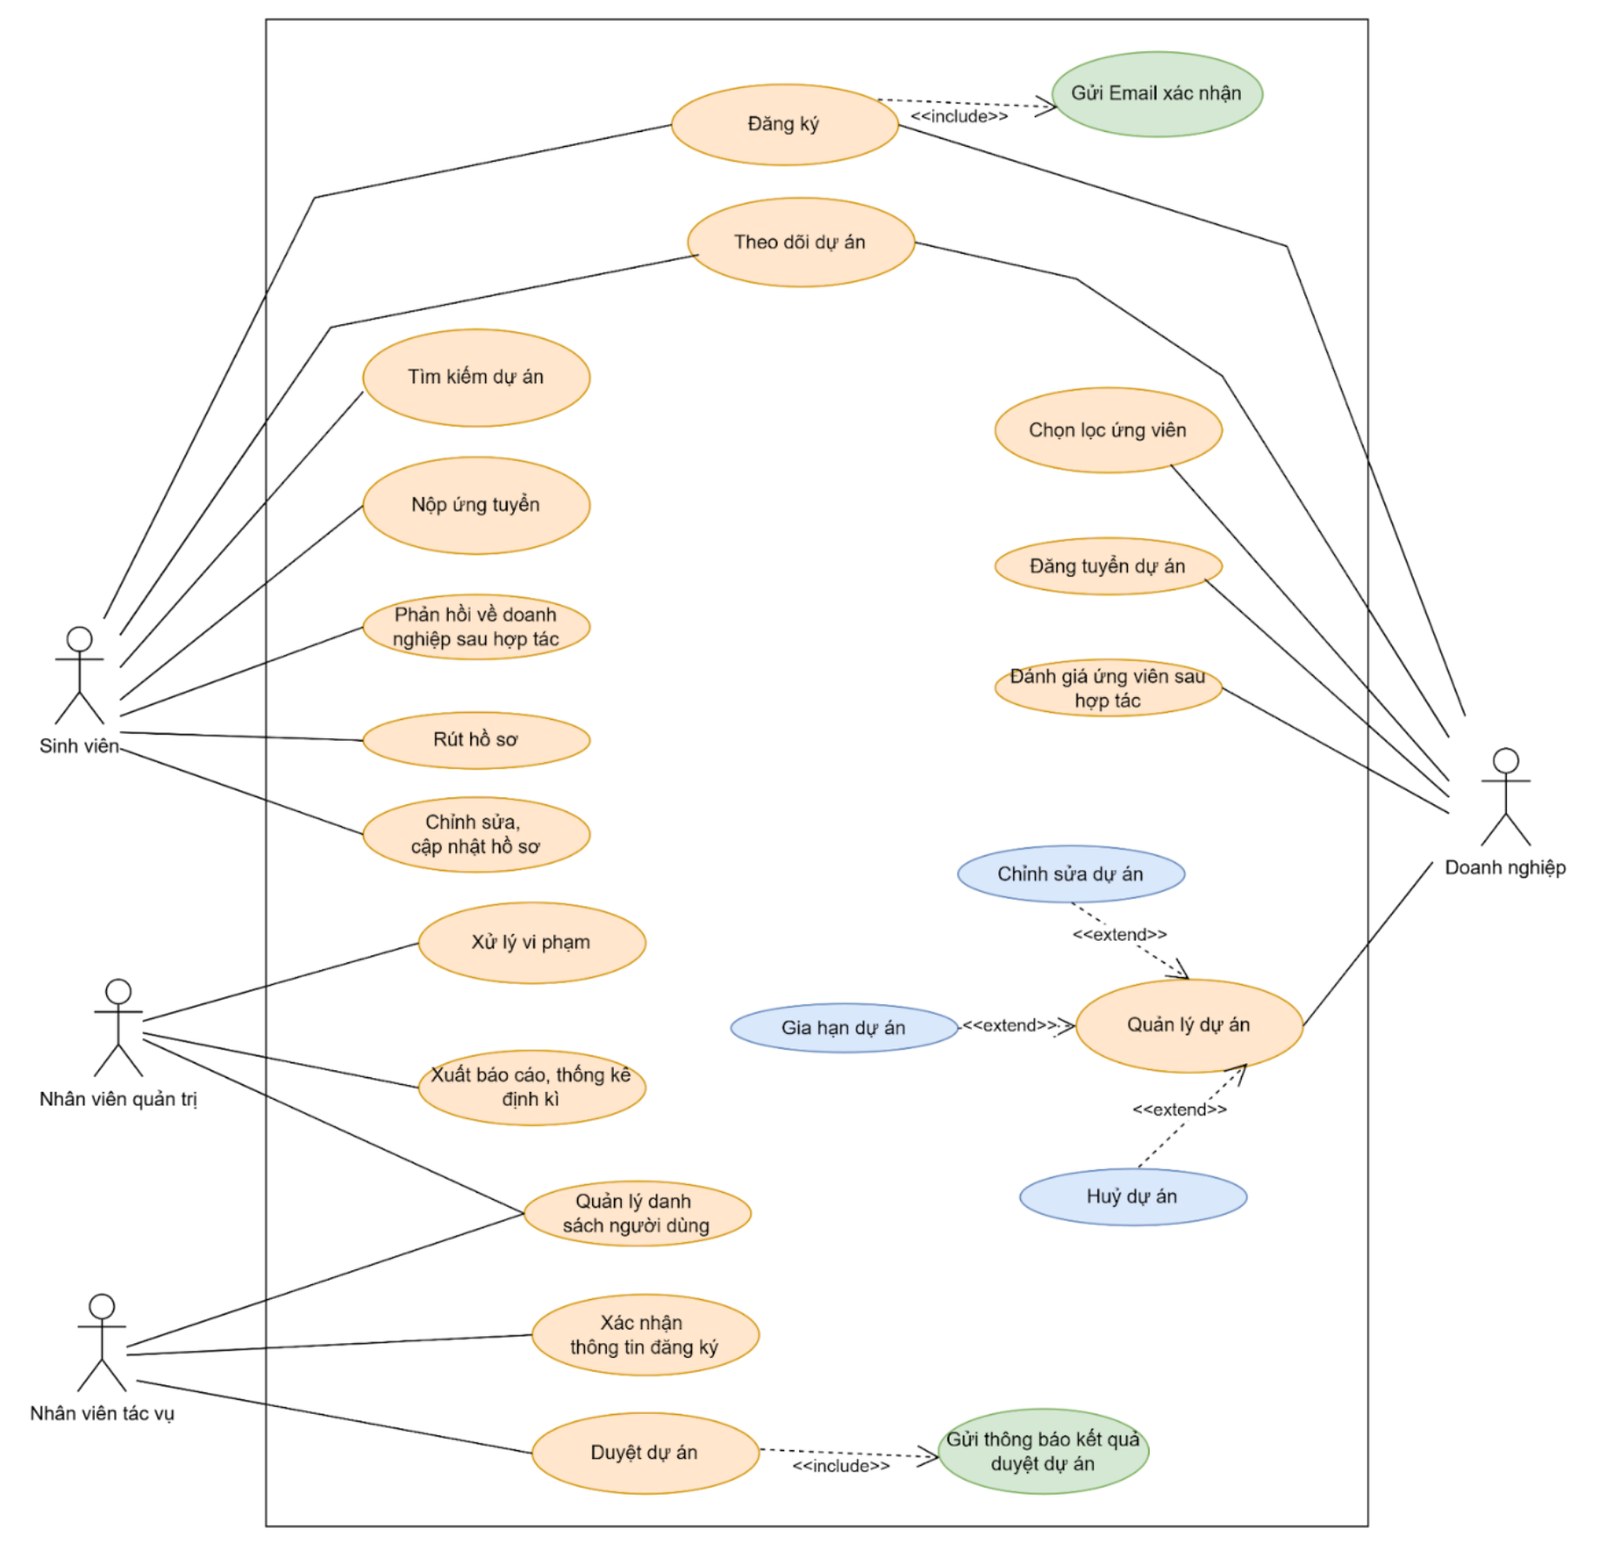 Gửi Email xác nhận
Đăng ký
<<include>>
Theo dõi dự án
Tìm kiếm dự án
Chọn lọc ứng viên
Nộp ứng tuyển
Đăng tuyển dự án
Phản hồi về doanh
nghiệp sau hợp tác
Đánh giá ứng viên sau
hợp tác
Rút hồ sơ
Sinh viên
Chỉnh sửa,
cập nhật hồ sơ
Doanh nghiệp
Chỉnh sửa dự án
<<extend>>
Xử lý vi phạm
Gia hạn dự án
<<extend>>
Quản lý dự án
Xuất báo cáo, thống kê
định kì
Nhân viên quản trị
<<extend>>
Huỷ dự án
Quản lý danh
sách người dùng
Xác nhận
thông tin đăng ký
Nhân viên tác vụ
Duyệt dự án
<<include>>
Gửi thông báo kết quả
duyệt dự án